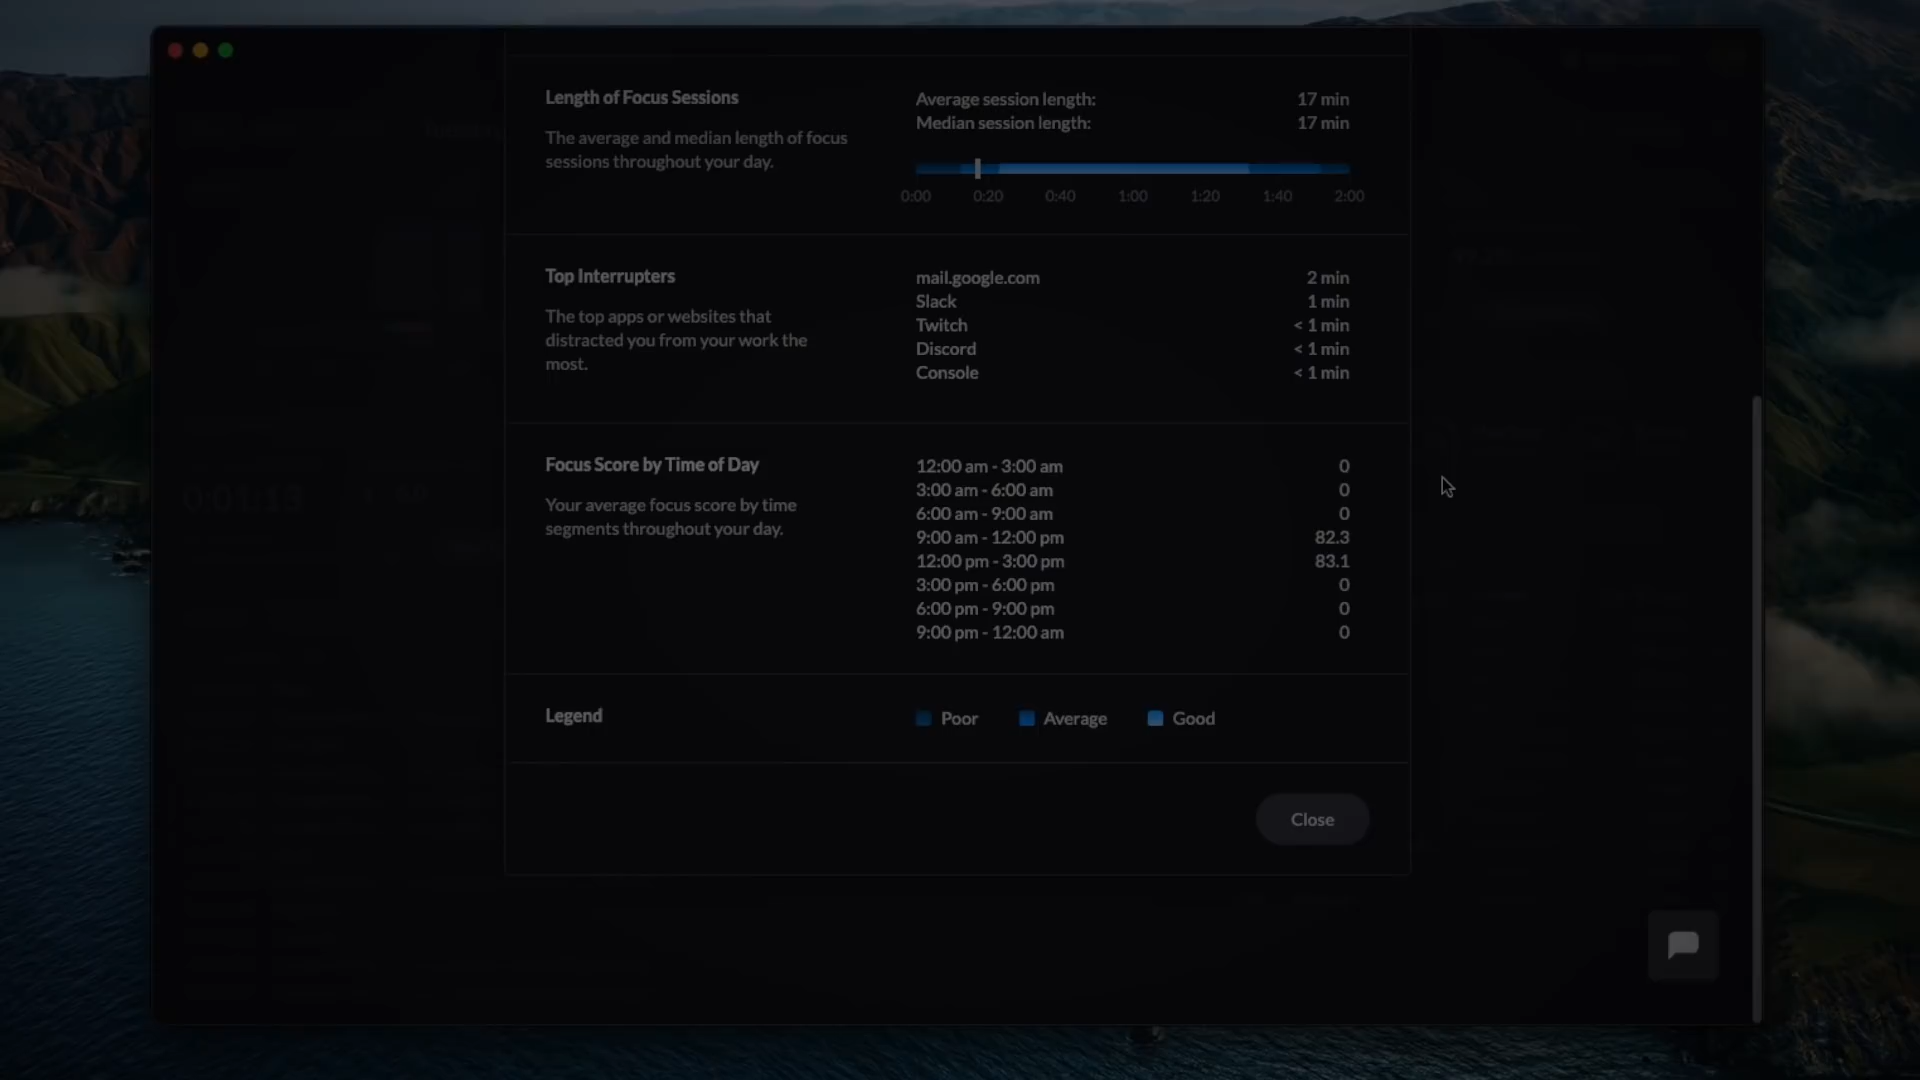 Length of Focus Sessions
The average and median length of focus
sessions throughout your day.
Average session length: 17 min
Median session length: 17 min
0:00 0:20 0:40 1:00 1:20 1:40 2:00
Top Interrupters
The top apps or websites that
distracted you from your work the
most.
mail.google.com 2 min
Slack 1 min
Twitch < 1 min
Discord < 1 min
Console < 1 min
Focus Score by Time of Day
Your average focus score by time
segments throughout your day.
12:00 am - 3:00 am 0
3:00 am - 6:00 am 0
6:00 am - 9:00 am 0
9:00 am - 12:00 pm 82.3
12:00 pm - 3:00 pm 83.1
3:00 pm - 6:00 pm 0
6:00 pm - 9:00 pm 0
9:00 pm - 12:00 am 0
Legend
Poor Average Good
Close
0:01:13